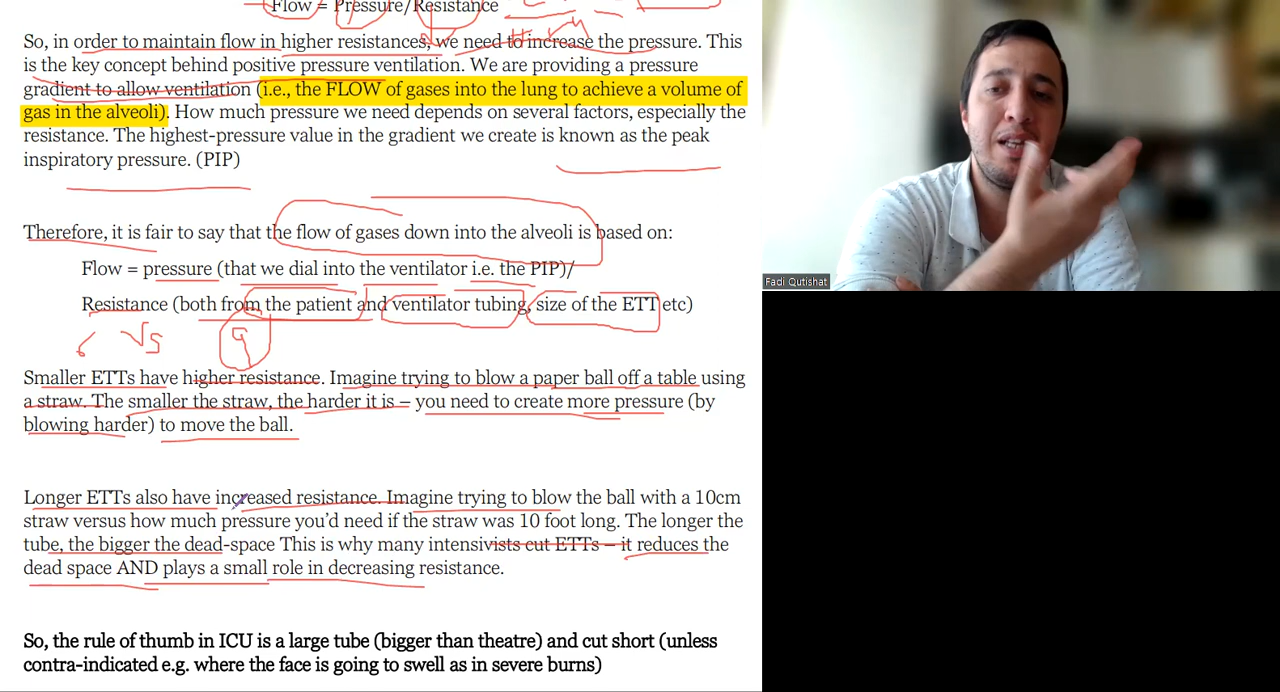 Flow = Pressure/Resistance
So, in order to maintain flow in higher resistances, we need to increase the pressure. This
is the key concept behind positive pressure ventilation. We are providing a pressure
gradient to allow ventilation (i.e., the FLOW of gases into the lung to achieve a volume of
gas in the alveoli). How much pressure we need depends on several factors, especially the
resistance. The highest-pressure value in the gradient we create is known as the peak
inspiratory pressure. (PIP)
Therefore, it is fair to say that the flow of gases down into the alveoli is based on:
Flow = pressure (that we dial into the ventilator i.e. the PIP)/
Resistance (both from the patient and ventilator tubing, size of the ETT etc)
6 vs 9
Smaller ETTs have higher resistance. Imagine trying to blow a paper ball off a table using
a straw. The smaller the straw, the harder it is – you need to create more pressure (by
blowing harder) to move the ball.
Longer ETTs also have increased resistance. Imagine trying to blow the ball with a 10cm
straw versus how much pressure you’d need if the straw was 10 foot long. The longer the
tube, the bigger the dead-space This is why many intensivists cut ETTs – it reduces the
dead space AND plays a small role in decreasing resistance.
So, the rule of thumb in ICU is a large tube (bigger than theatre) and cut short (unless
contra-indicated e.g. where the face is going to swell as in severe burns)
Fadi Qutishat